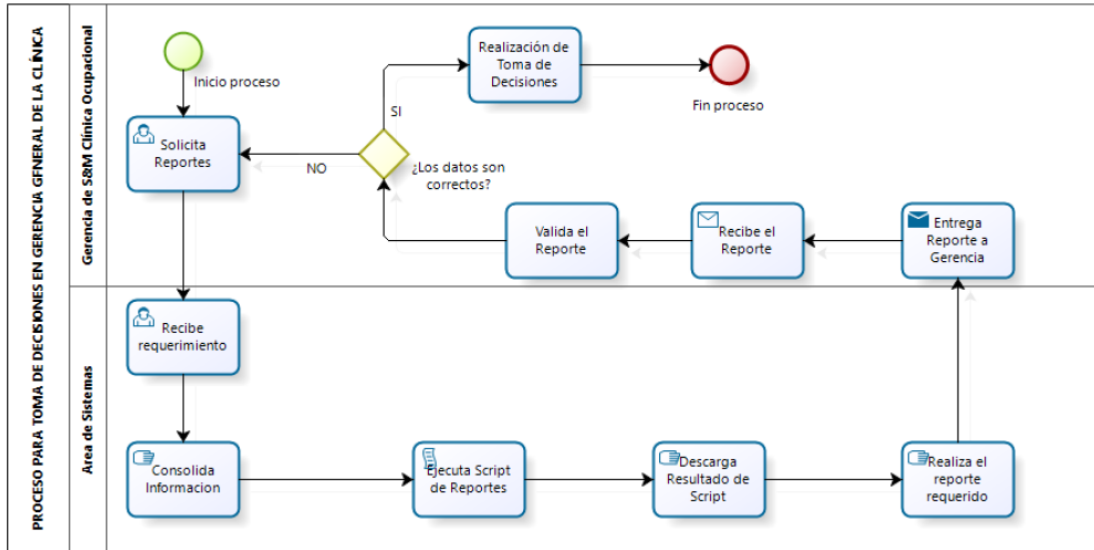 PROCESO PARA TOMA DE DECISIONES EN GERENCIA GENERAL DE LA CLÍNICA
Gerencia de S&M Clínica Ocupacional
Inicio proceso
Solicita
Reportes
NO
SI
¿Los datos son
correctos?
Realización de
Toma de
Decisiones
Fin proceso
Valida el
Reporte
Recibe el
Reporte
Entrega
Reporte a
Gerencia
Area de Sistemas
Recibe
requerimiento
Consolida
Informacion
Ejecuta Script
de Reportes
Descarga
Resultado de
Script
Realiza el
reporte
requerido